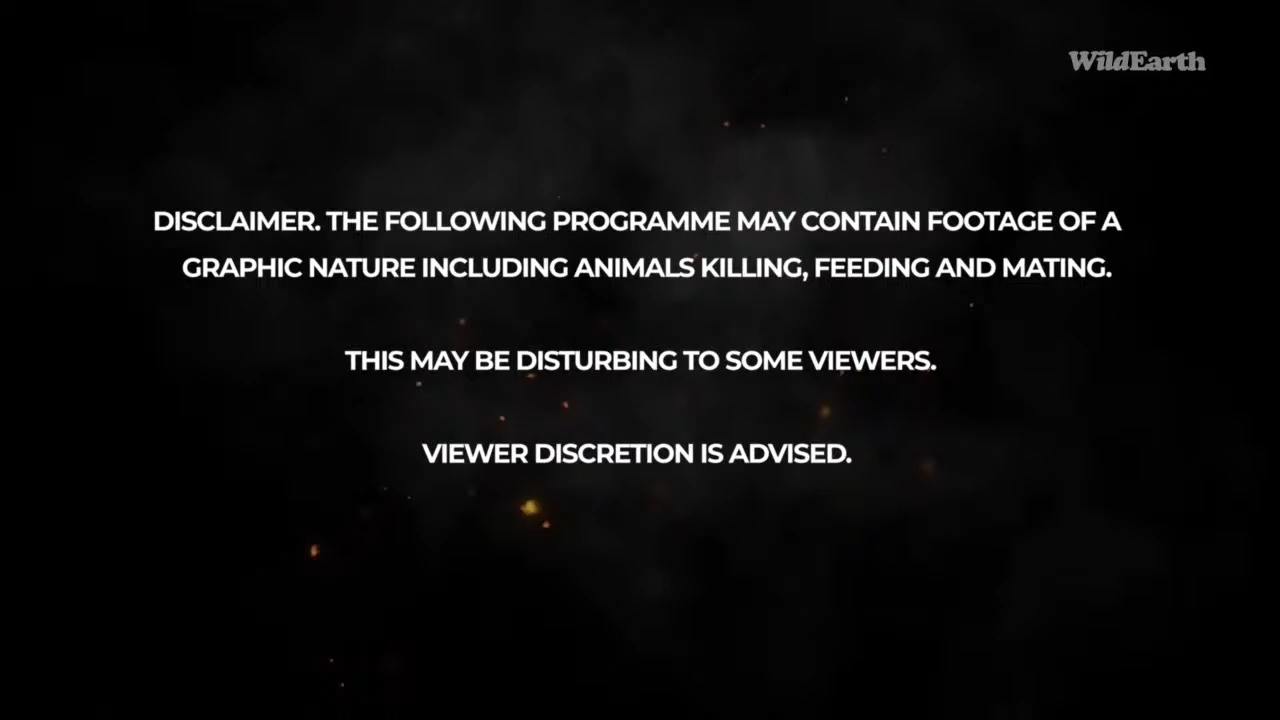 WildEarth
DISCLAIMER. THE FOLLOWING PROGRAMME MAY CONTAIN FOOTAGE OF A
GRAPHIC NATURE INCLUDING ANIMALS KILLING, FEEDING AND MATING.
THIS MAY BE DISTURBING TO SOME VIEWERS.
VIEWER DISCRETION IS ADVISED.